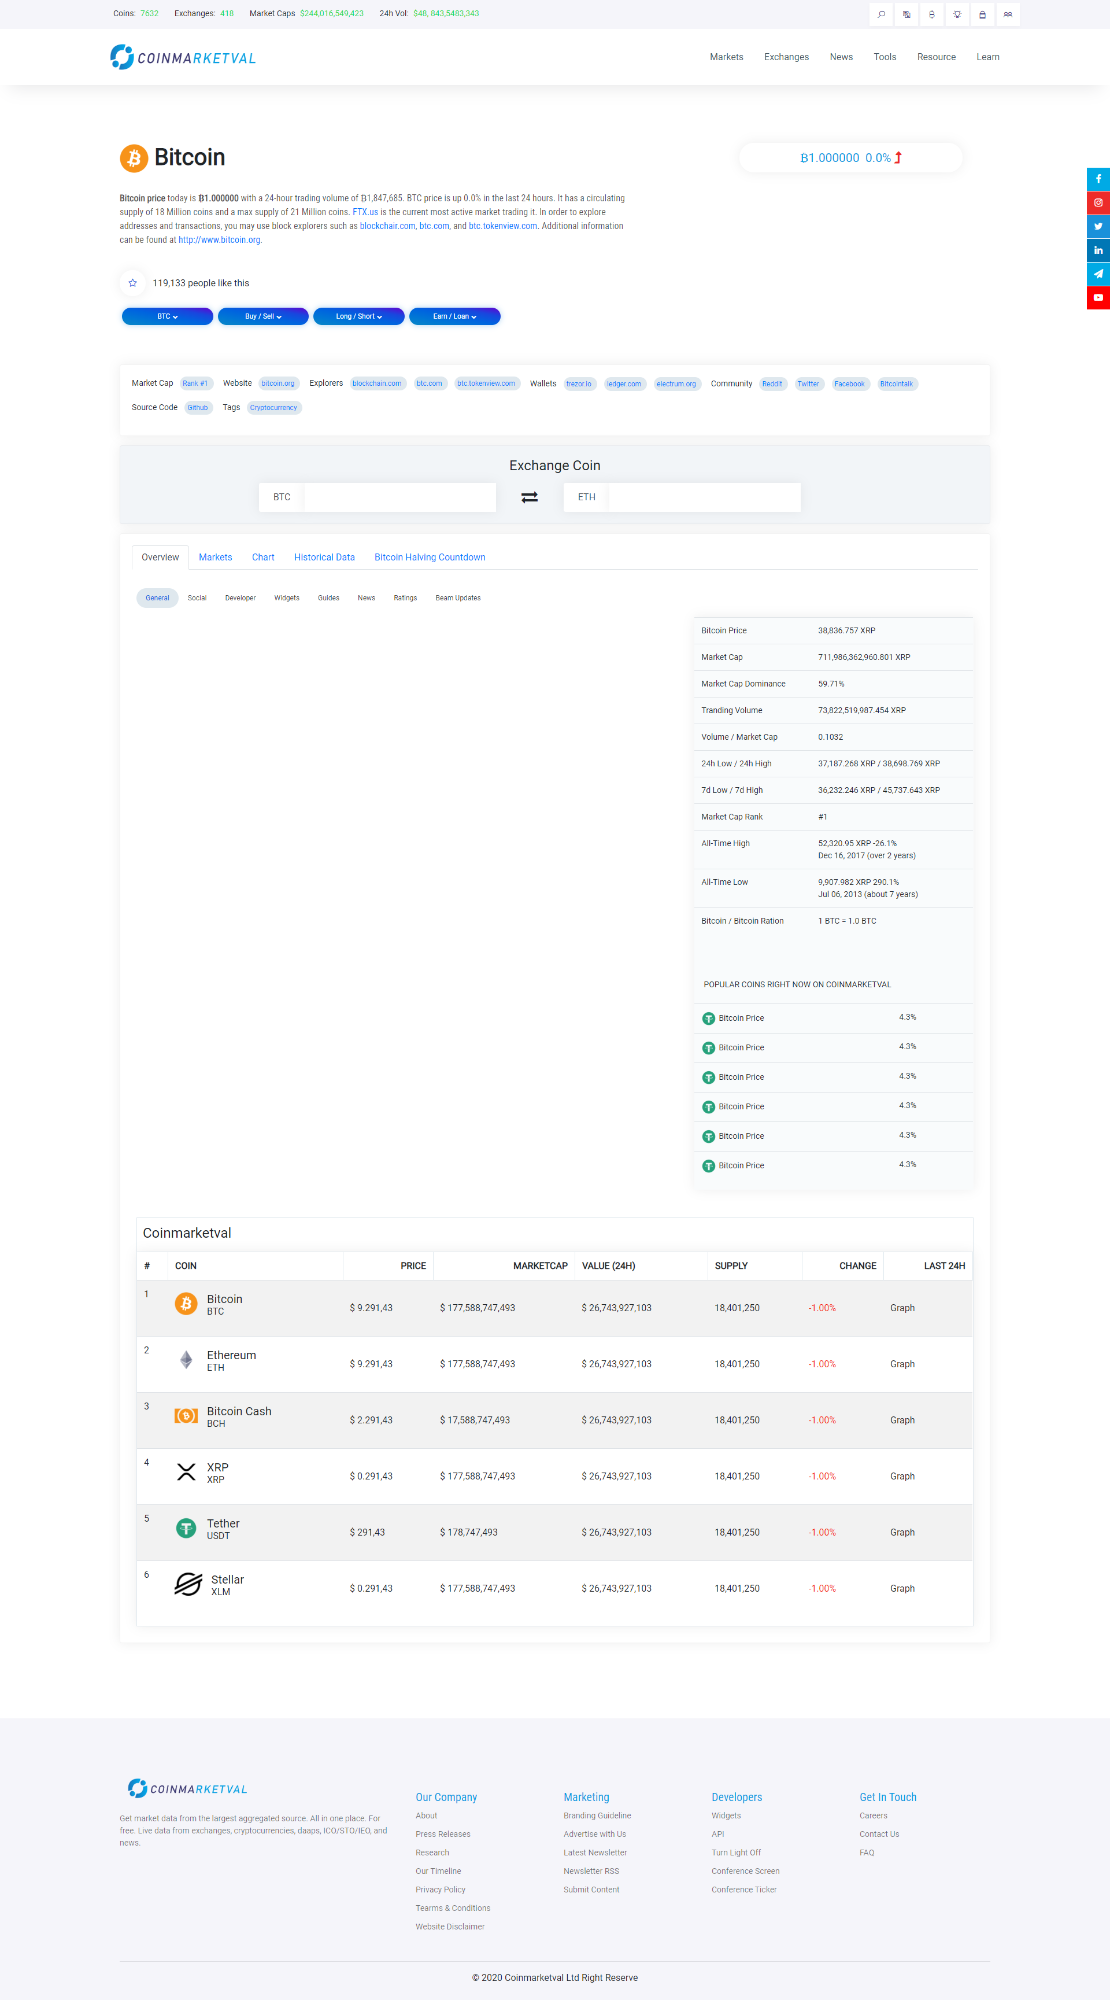 Coins: 7632 Exchanges: 418 Market Caps $244,016,549,423 24h Vol: $48, 843,5483,343
COINMARKETVAL
Markets Exchanges News Tools Resource Learn
Bitcoin
₿1.000000 0.0%
Bitcoin price today is ₿1.000000 with a 24-hour trading volume of ₿1,847,685. BTC price is up 0.0% in the last 24 hours. It has a circulating
supply of 18 Million coins and a max supply of 21 Million coins. FTX.us is the current most active market trading it. In order to explore
addresses and transactions, you may use block explorers such as blockchair.com, btc.com, and btc.tokenview.com. Additional information
can be found at http://www.bitcoin.org.
119,133 people like this
BTC Buy / Sell Long / Short Earn / Loan
Market Cap Rank #1 Website bitcoin.org Explorers blockchain.com btc.com btc.tokenview.com Wallets trezor.io ledger.com electrum.org Community Reddit Twitter Facebook Bitcointalk
Source Code Github Tags Cryptocurrency
Exchange Coin
BTC ETH
Overview Markets Chart Historical Data Bitcoin Halving Countdown
General Social Developer Widgets Guides News Ratings Beam Updates
Bitcoin Price 38,836.757 XRP
Market Cap 711,986,362,960.801 XRP
Market Cap Dominance 59.71%
Tranding Volume 73,822,519,987.454 XRP
Volume / Market Cap 0.1032
24h Low / 24h High 37,187.268 XRP / 38,698.769 XRP
7d Low / 7d High 36,232.246 XRP / 45,737.643 XRP
Market Cap Rank #1
All-Time High 52,320.95 XRP -26.1%
Dec 16, 2017 (over 2 years)
All-Time Low 9,907.982 XRP 290.1%
Jul 06, 2013 (about 7 years)
Bitcoin / Bitcoin Ration 1 BTC = 1.0 BTC
POPULAR COINS RIGHT NOW ON COINMARKETVAL
Bitcoin Price 4.3%
Bitcoin Price 4.3%
Bitcoin Price 4.3%
Bitcoin Price 4.3%
Bitcoin Price 4.3%
Bitcoin Price 4.3%
Coinmarketval
# COIN PRICE MARKETCAP VALUE (24H) SUPPLY CHANGE LAST 24H
1 Bitcoin BTC $ 9.291,43 $ 177,588,747,493 $ 26,743,927,103 18,401,250 -1.00% Graph
2 Ethereum ETH $ 9.291,43 $ 177,588,747,493 $ 26,743,927,103 18,401,250 -1.00% Graph
3 Bitcoin Cash BCH $ 2.291,43 $ 17,588,747,493 $ 26,743,927,103 18,401,250 -1.00% Graph
4 XRP XRP $ 0.291,43 $ 177,588,747,493 $ 26,743,927,103 18,401,250 -1.00% Graph
5 Tether USDT $ 291,43 $ 178,747,493 $ 26,743,927,103 18,401,250 -1.00% Graph
6 Stellar XLM $ 0.291,43 $ 177,588,747,493 $ 26,743,927,103 18,401,250 -1.00% Graph
COINMARKETVAL
Get market data from the largest aggregated source. All in one place. For
free. Live data from exchanges, cryptocurrencies, daaps, ICO/STO/IEO, and
news.
Our Company
About
Press Releases
Research
Our Timeline
Privacy Policy
Tearms & Conditions
Website Disclaimer
Marketing
Branding Guideline
Advertise with Us
Latest Newsletter
Newsletter RSS
Submit Content
Developers
Widgets
API
Turn Light Off
Conference Screen
Conference Ticker
Get In Touch
Careers
Contact Us
FAQ
© 2020 Coinmarketval Ltd Right Reserve